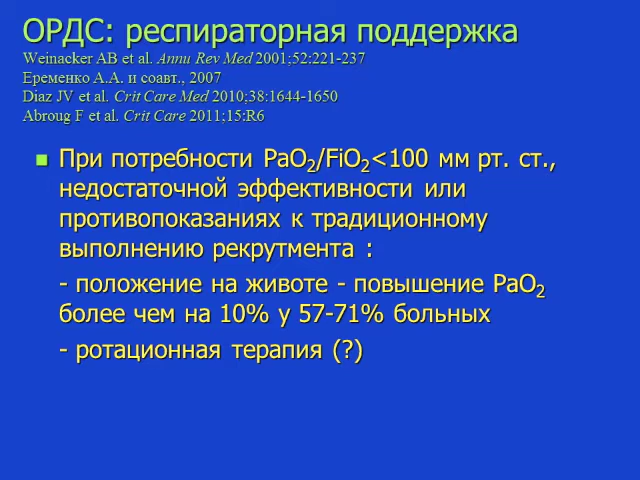 ОРДС: респираторная поддержка
Weinacker AB et al. Annu Rev Med 2001;52:221-237
Еременко А.А. и соавт., 2007
Diaz JV et al. Crit Care Med 2010;38:1644-1650
Abroug F et al. Crit Care 2011;15:R6
При потребности PaO2/FiO2<100 мм рт. ст.,
недостаточной эффективности или
противопоказаниях к традиционному
выполнению рекрутмента :
- положение на животе - повышение PaO2
более чем на 10% у 57-71% больных
- ротационная терапия (?)